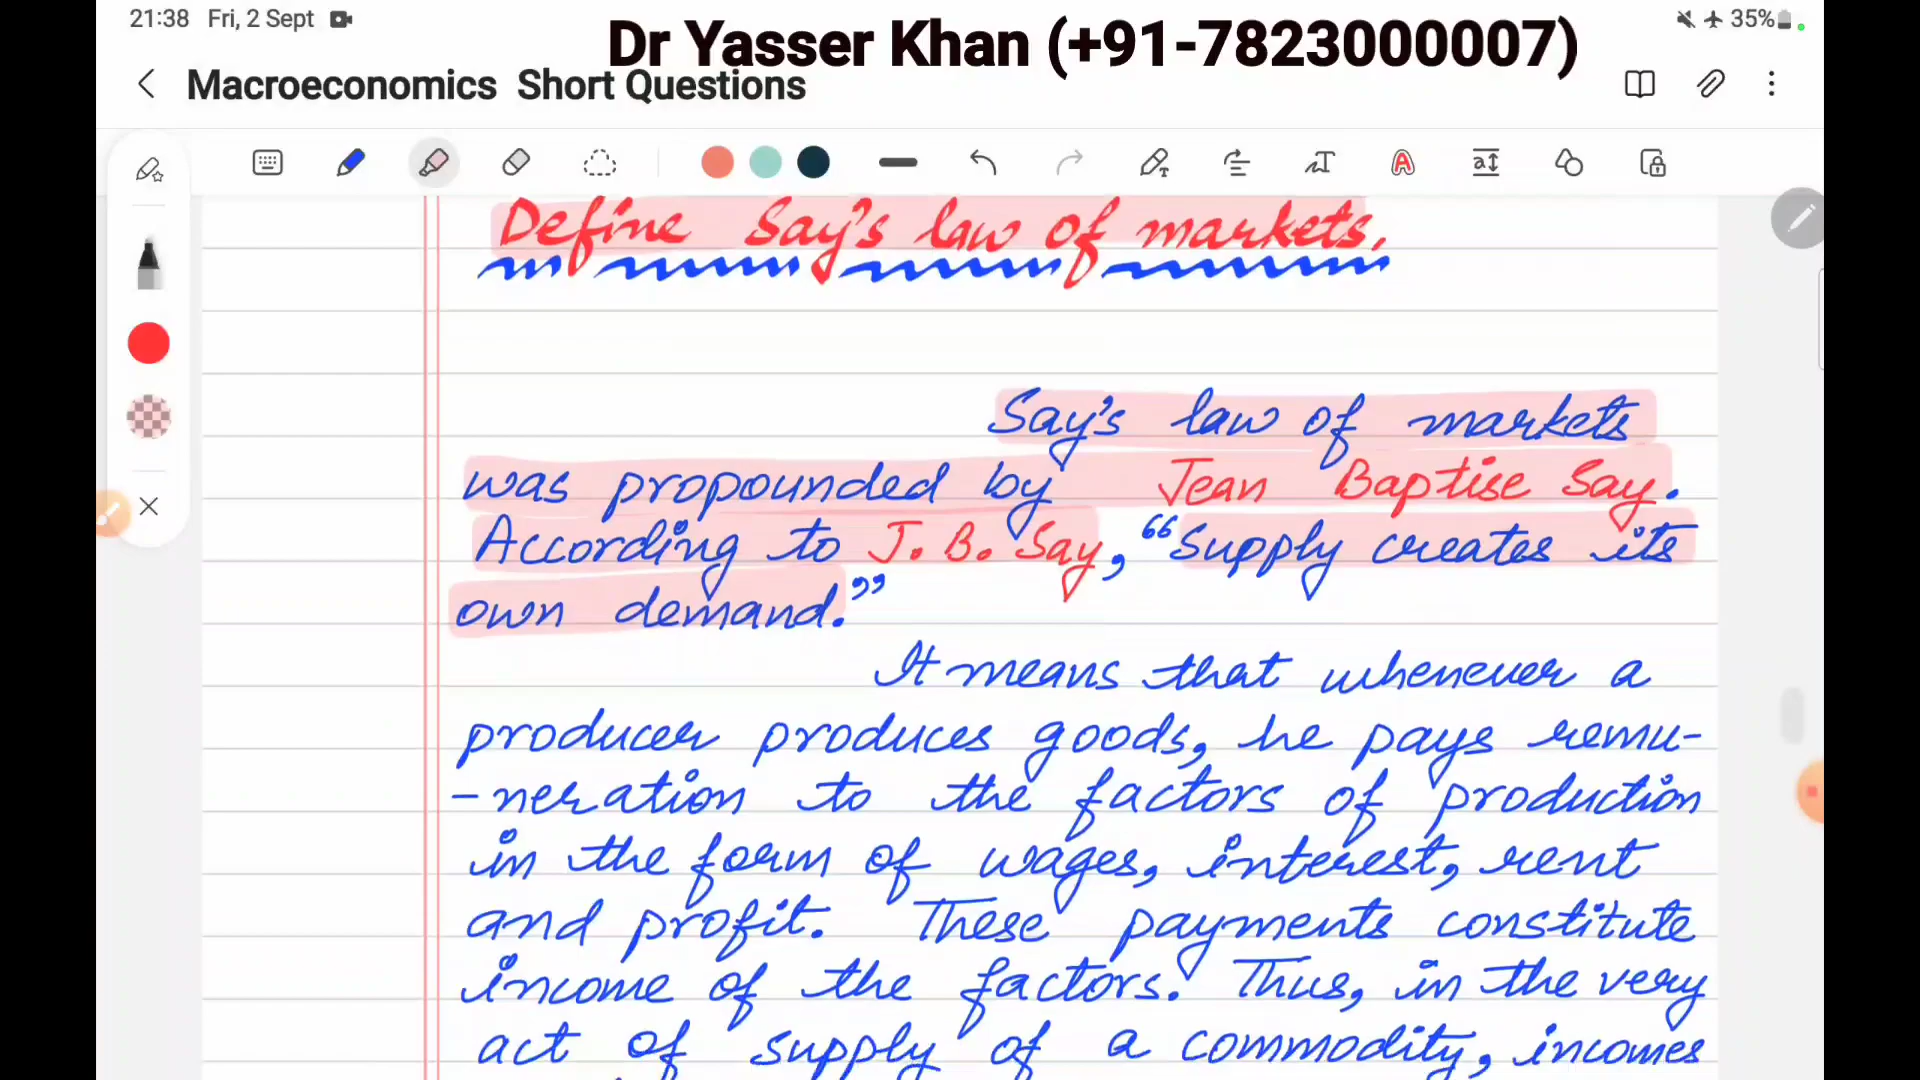 21:38 Fri, 2 Sept
35%
Dr Yasser Khan (+91-7823000007)
Macroeconomics Short Questions
Define Say's law of markets.
Say's law of markets
was propounded by Jean Baptise Say.
According to J. B. Say, "Supply creates its
own demand."
It means that whenever a
producer produces goods, he pays remu-
-neration to the factors of production
in the form of wages, interest, rent
and profit. These payments constitute
income of the factors. Thus, in the very
act of supply of a commodity, incomes